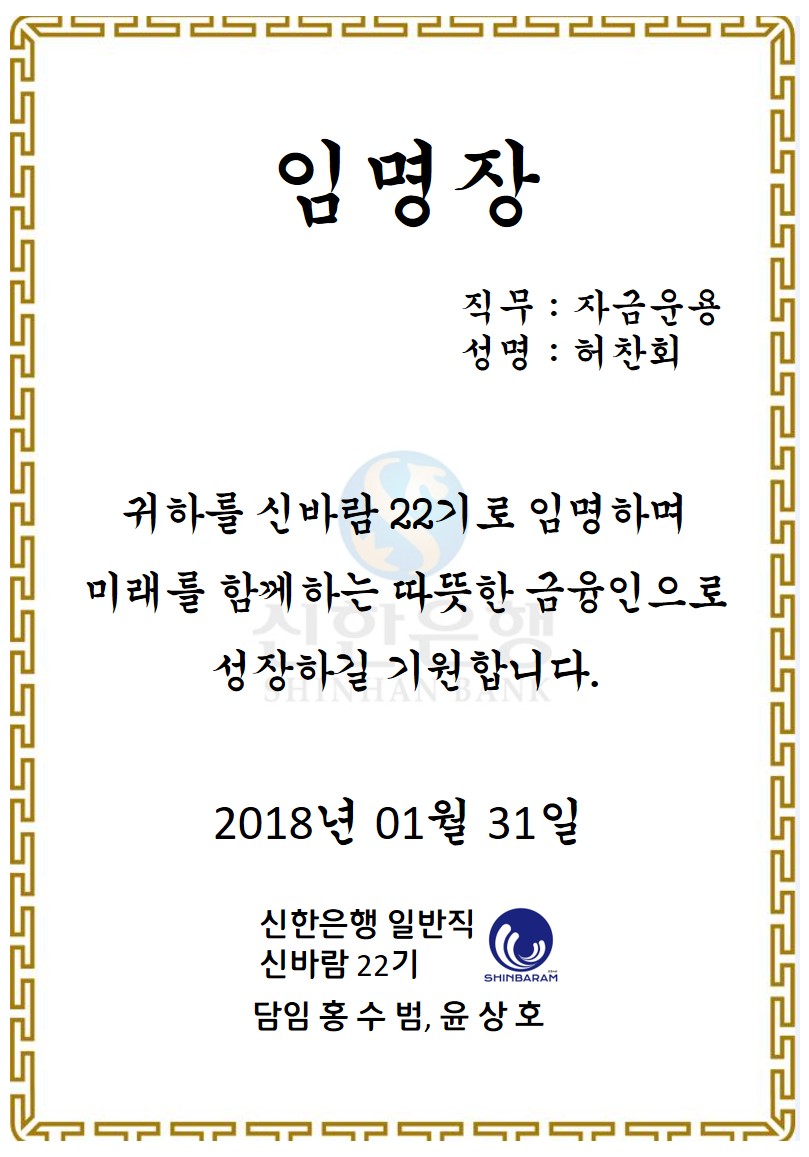 임명장
직무 : 자금운용
성명 : 허찬회
귀하를 신바람 22기로 임명하며
미래를 함께하는 따뜻한 금융인으로
신한은행
성장하길 기원합니다.
SHINHAN BANK
2018년 01월 31일
신한은행 일반직
신바람 22기
SHINBARAM
담임 홍 수 범, 윤 상 호